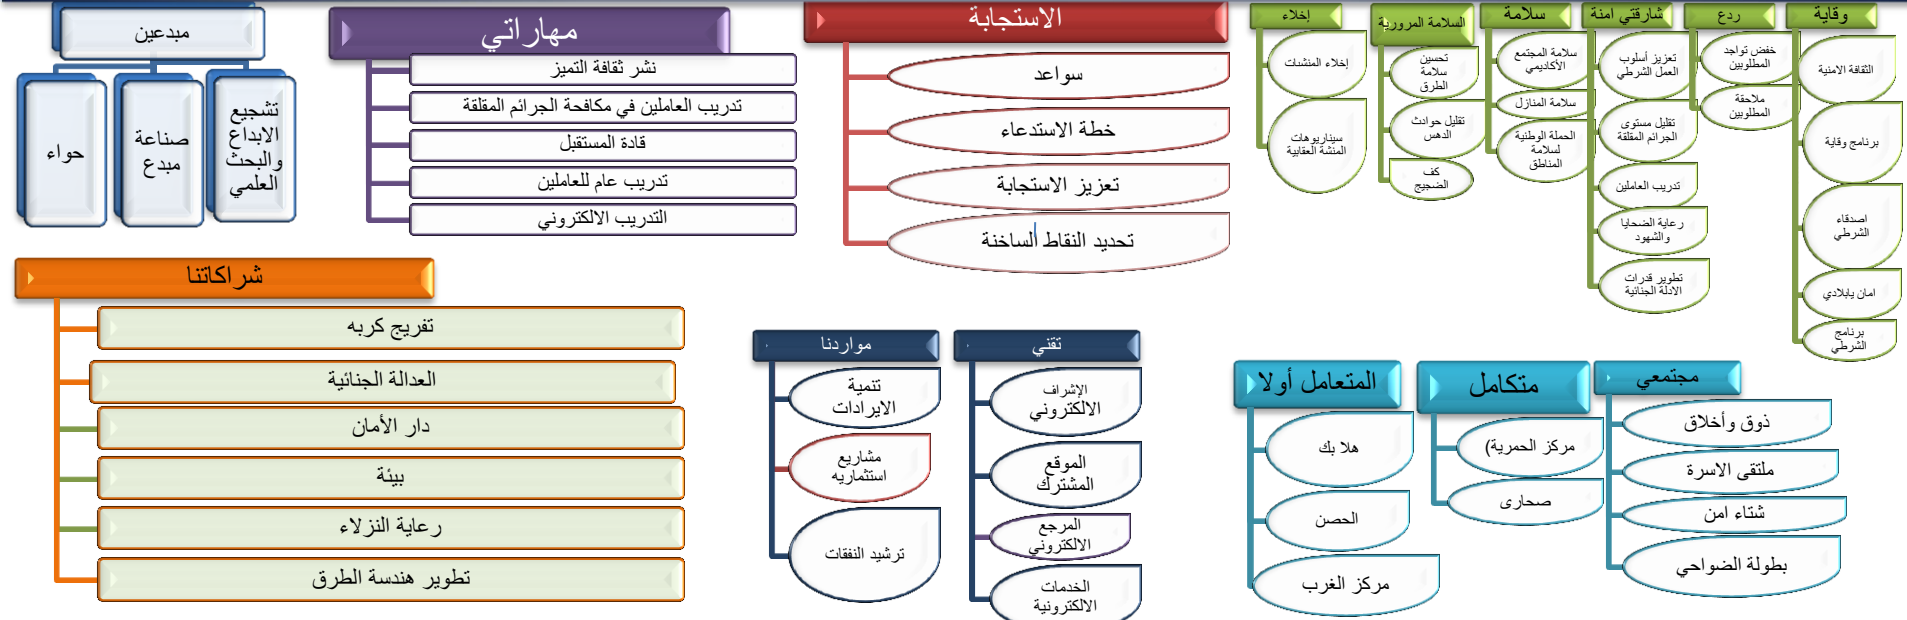 وقاية
الثقافة الامنية
برنامج وقاية
اصدقاء
الشرطي
امان يابلادي
برنامج
الشرطي
ردع
خفض تواجد
المطلوبين
ملاحقة
المطلوبين
شارقتي امنة
تعزيز أسلوب
العمل الشرطي
تقليل مستوى
الجرائم المقلقة
تدريب العاملين
رعاية الضحايا
والشهود
تطوير قدرات
الادلة الجنائية
سلامة
سلامة المجتمع
الأكاديمي
سلامة المنازل
الحملة الوطنية
لسلامة
المناطق
السلامة المرورية
تحسين
سلامة
الطرق
تقليل حوادث
الدهس
كف
الضجيج
إخلاء
إخلاء المنشىات
سيناريوهات
المنشة العقابية
الاستجابة
سواعد
خطة الاستدعاء
تعزيز الاستجابة
تحديد النقاط الساخنة
مهاراتي
نشر ثقافة التميز
تدريب العاملين في مكافحة الجرائم المقلقة
قادة المستقبل
تدريب عام للعاملين
التدريب الالكتروني
مبدعين
تشجيع
الابداع
والبحث
العلمي
صناعة
مبدع
حواء
مجتمعي
ذوق وأخلاق
ملتقى الاسرة
شتاء امن
بطولة الضواحي
متكامل
مركز الحمرية)
صحارى
المتعامل أولا
هلا بك
الحصن
مركز الغرب
تقني
الإشراف
الالكتروني
الموقع
المشترك
المرجع
الالكتروني
الخدمات
الالكترونية
مواردنا
تنمية
الايرادات
مشاريع
استثماريه
ترشيد النفقات
شراكاتنا
تفريج كربه
العدالة الجنائية
دار الأمان
بيئة
رعاية النزلاء
تطوير هندسة الطرق